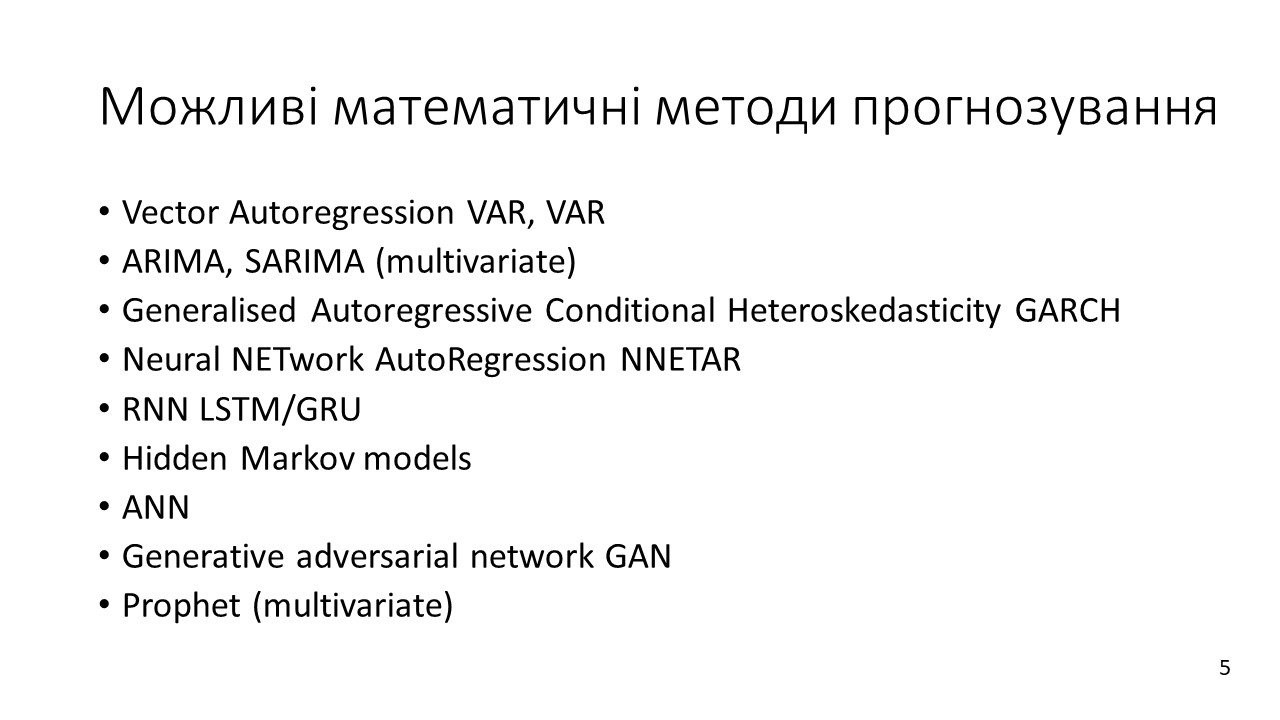 Можливі математичні методи прогнозування
• Vector Autoregression VAR, VAR
• ARIMA, SARIMA (multivariate)
• Generalised Autoregressive Conditional Heteroskedasticity GARCH
• Neural NETwork AutoRegression NNETAR
• RNN LSTM/GRU
• Hidden Markov models
• ANN
• Generative adversarial network GAN
• Prophet (multivariate)
5